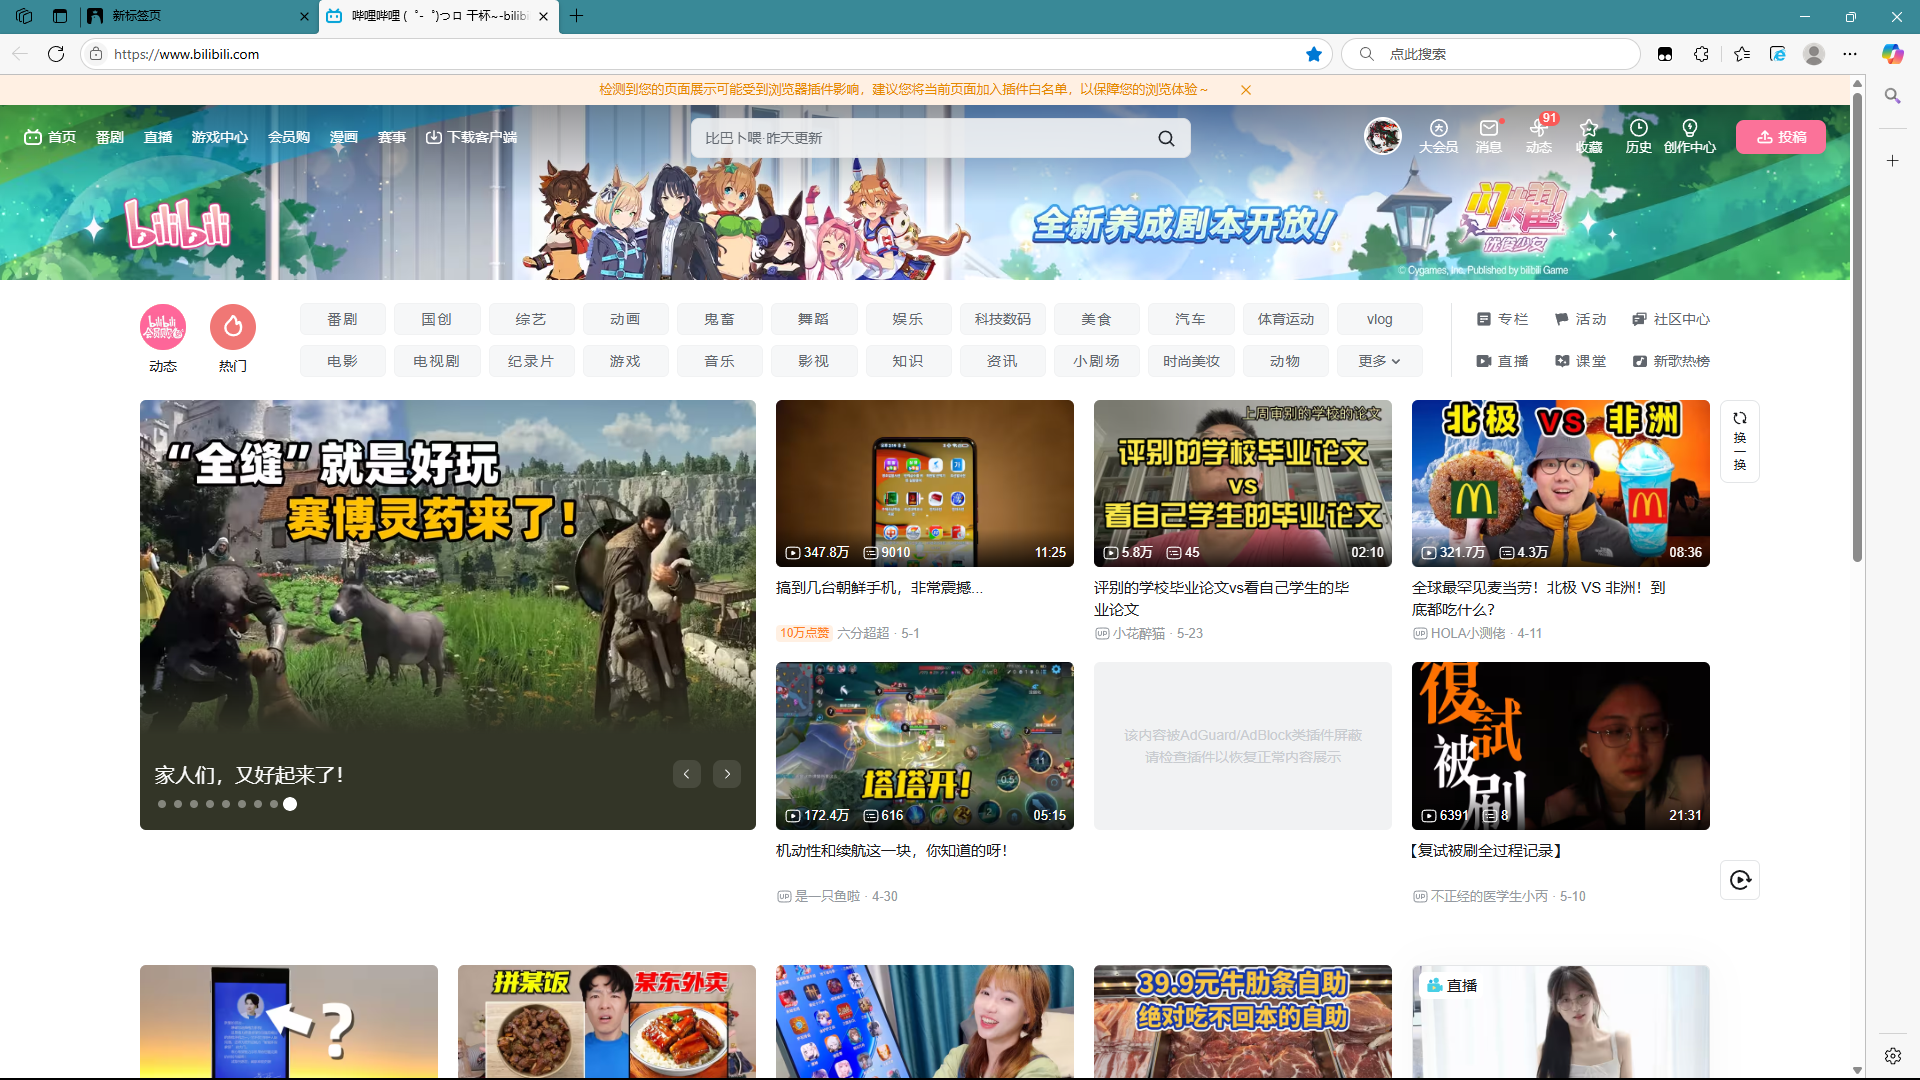 新标签页
哔哩哔哩 (゜-゜)つロ 干杯~-bilibi
https://www.bilibili.com
点此搜索
检测到您的页面展示可能受到浏览器插件影响，建议您将当前页面加入插件白名单，以保障您的浏览体验～
首页 番剧 直播 游戏中心 会员购 漫画 赛事 下载客户端
比巴卜喂·昨天更新
91
大会员 消息 动态 收藏 历史 创作中心
投稿
bilibili
全新养成剧本开放！
闪耀！
优俊少女
© Cygames, Inc. Published by bilibili Game
动态
热门
番剧 国创 综艺 动画 鬼畜 舞蹈 娱乐 科技数码 美食 汽车 体育运动 vlog
电影 电视剧 纪录片 游戏 音乐 影视 知识 资讯 小剧场 时尚美妆 动物 更多
专栏 活动 社区中心
直播 课堂 新歌热榜
“全缝”就是好玩
赛博灵药来了！
家人们，又好起来了！
347.8万 9010 11:25
搞到几台朝鲜手机，非常震撼...
10万点赞 六分超超 · 5-1
上周审别的学校的论文
评别的学校毕业论文
vs
看自己学生的毕业论文
5.8万 45 02:10
评别的学校毕业论文vs看自己学生的毕
业论文
UP 小花醉猫 · 5-23
北极 VS 非洲
321.7万 4.3万 08:36
全球最罕见麦当劳！北极 VS 非洲！到
底都吃什么？
UP HOLA小测佬 · 4-11
换
一
换
塔塔开！
172.4万 616 05:15
机动性和续航这一块，你知道的呀！
UP 是一只鱼啦 · 4-30
该内容被AdGuard/AdBlock类插件屏蔽
请检查插件以恢复正常内容展示
復試
被刷
6391 8 21:31
【复试被刷全过程记录】
UP 不正经的医学生小丙 · 5-10
?
拼某饭
某东外卖
39.9元牛肋条自助
绝对吃不回本的自助
直播